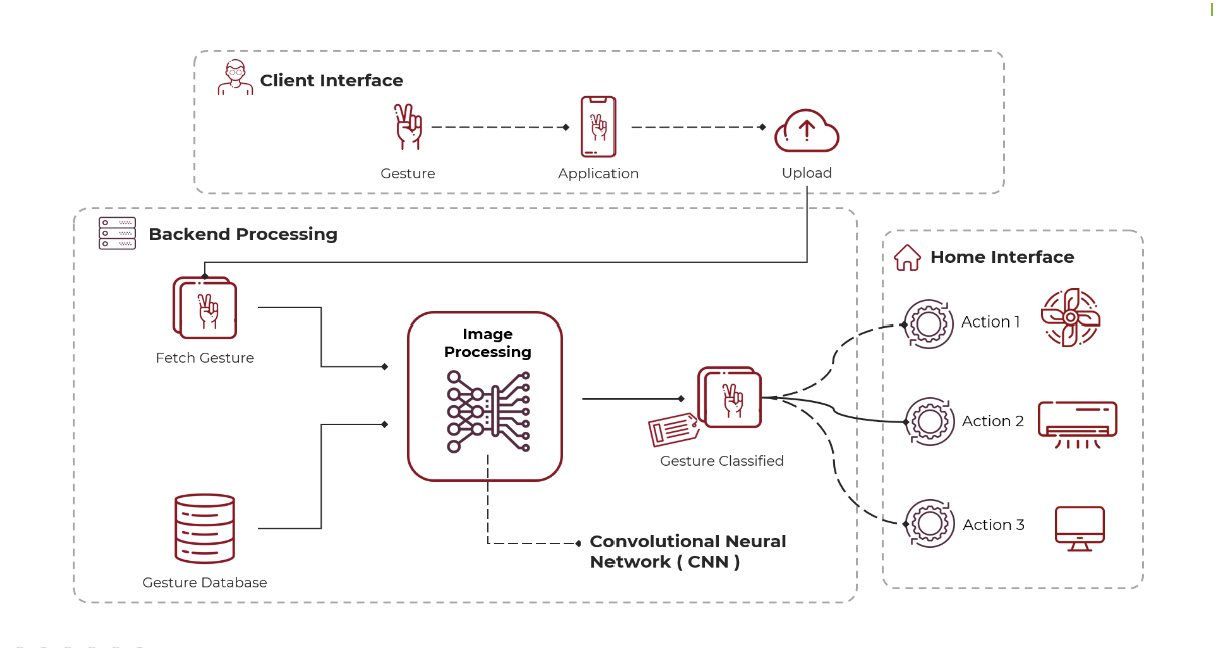 Client Interface
Gesture
Application
Upload
Backend Processing
Fetch Gesture
Gesture Database
Image
Processing
Convolutional Neural
Network ( CNN )
Gesture Classified
Home Interface
Action 1
Action 2
Action 3